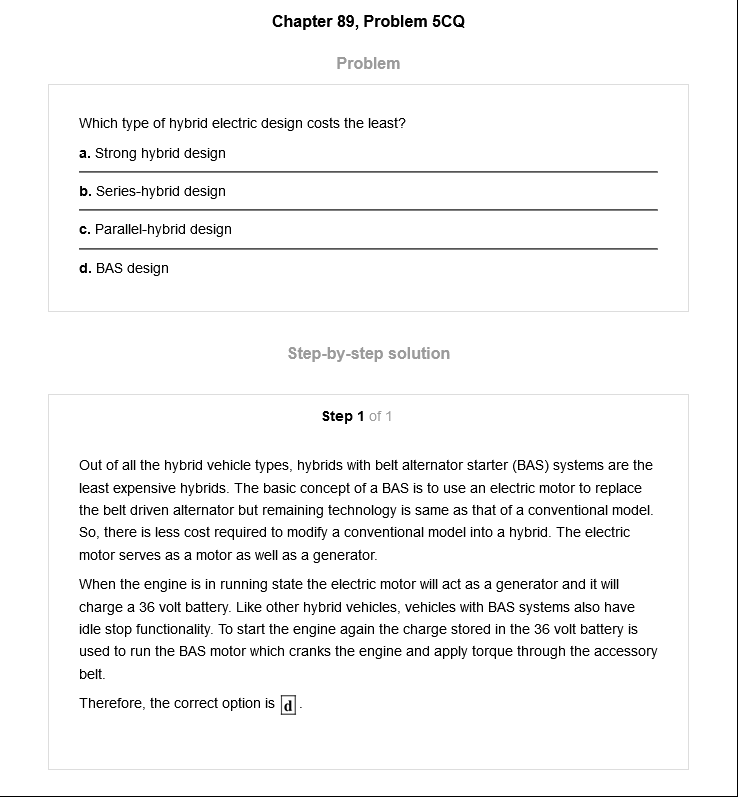 Chapter 89, Problem 5CQ
Problem
Which type of hybrid electric design costs the least?
a. Strong hybrid design
b. Series-hybrid design
c. Parallel-hybrid design
d. BAS design
Step-by-step solution
Step 1 of 1
Out of all the hybrid vehicle types, hybrids with belt alternator starter (BAS) systems are the
least expensive hybrids. The basic concept of a BAS is to use an electric motor to replace
the belt driven alternator but remaining technology is same as that of a conventional model.
So, there is less cost required to modify a conventional model into a hybrid. The electric
motor serves as a motor as well as a generator.
When the engine is in running state the electric motor will act as a generator and it will
charge a 36 volt battery. Like other hybrid vehicles, vehicles with BAS systems also have
idle stop functionality. To start the engine again the charge stored in the 36 volt battery is
used to run the BAS motor which cranks the engine and apply torque through the accessory
belt.
Therefore, the correct option is d.